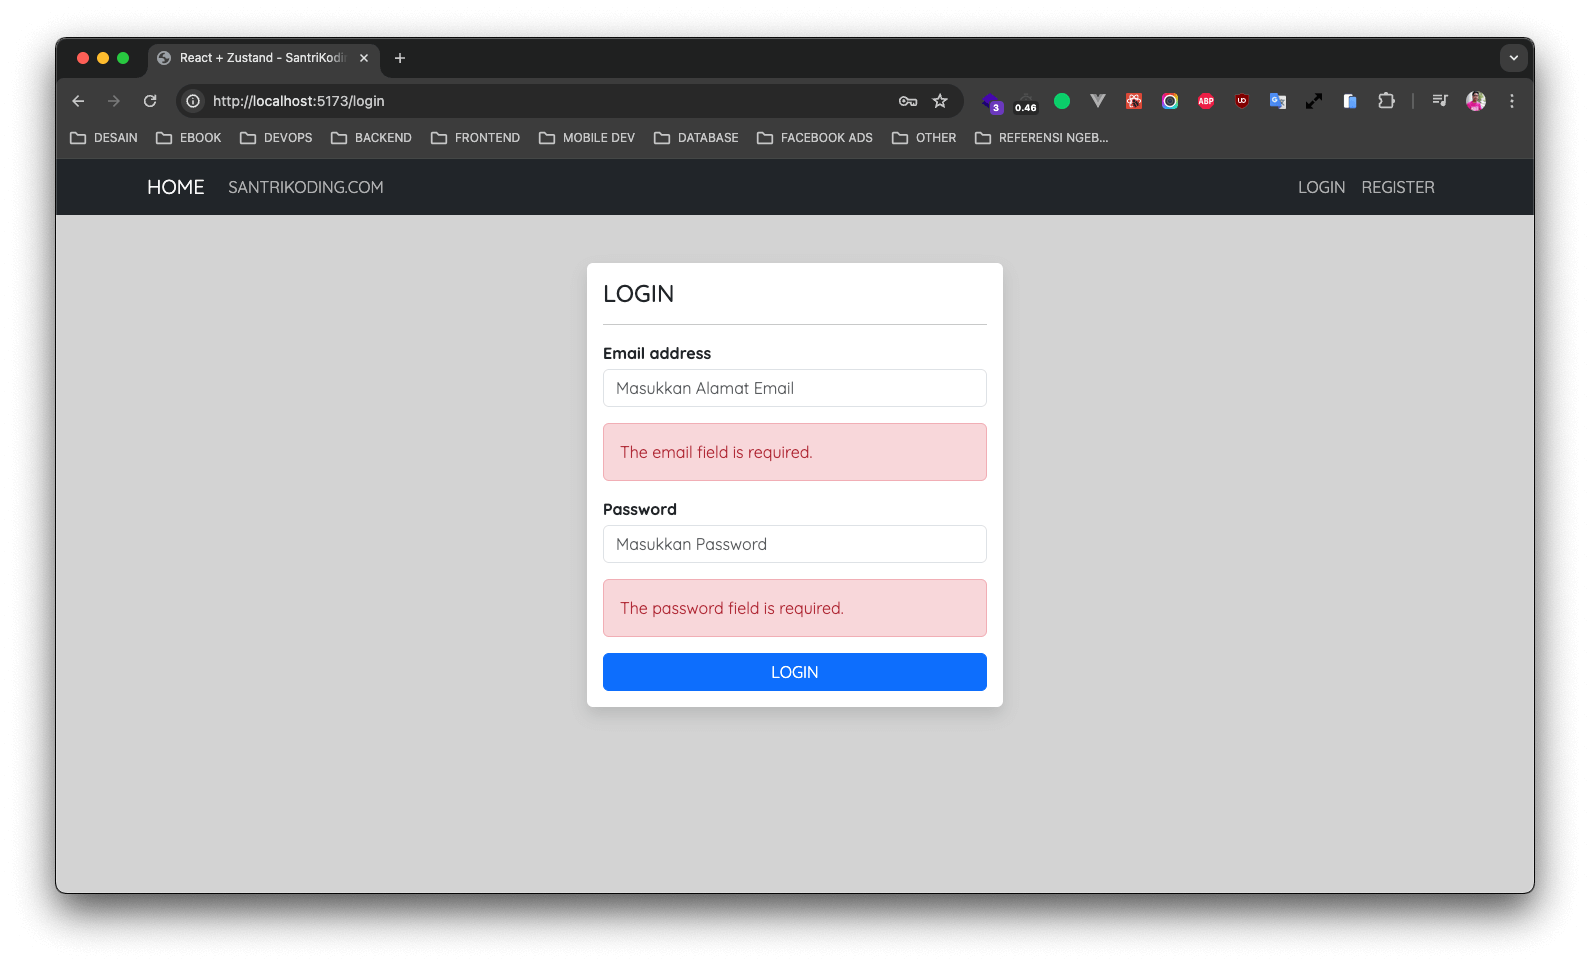 React + Zustand - SantriKodi
http://localhost:5173/login
3
0.46
ABP
DESAIN
EBOOK
DEVOPS
BACKEND
FRONTEND
MOBILE DEV
DATABASE
FACEBOOK ADS
OTHER
REFERENSI NGEB...
HOME
SANTRIKODING.COM
LOGIN
REGISTER
LOGIN
Email address
Masukkan Alamat Email
The email field is required.
Password
Masukkan Password
The password field is required.
LOGIN